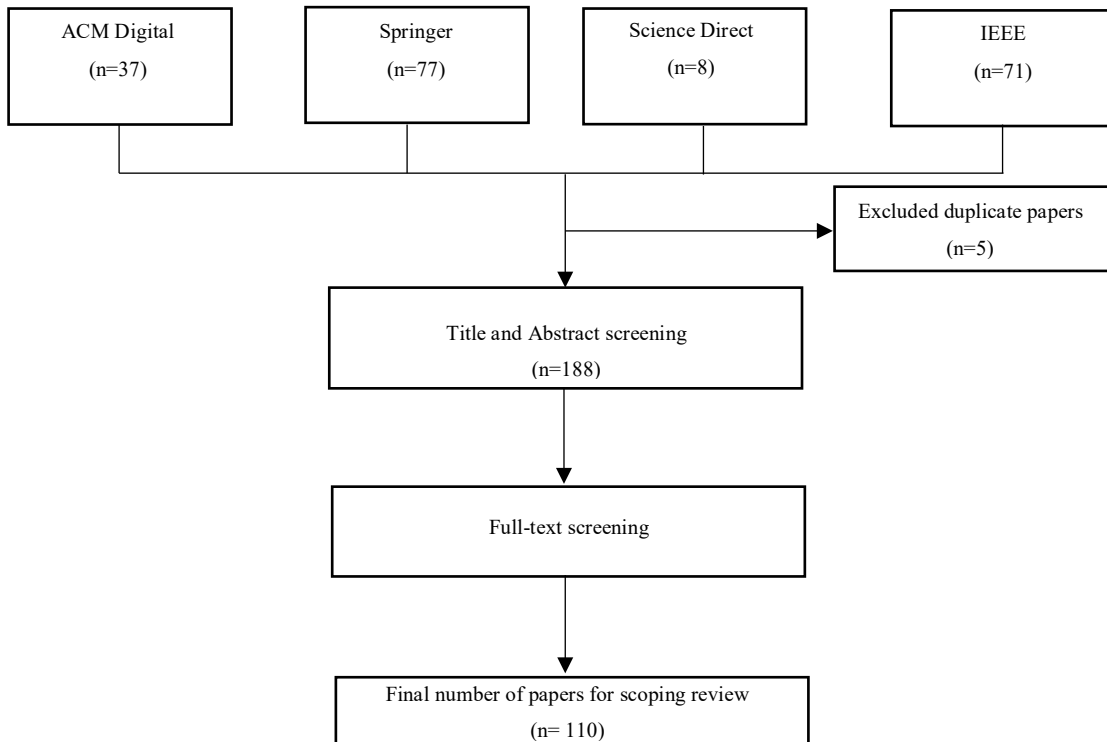 ACM Digital
(n=37)
Springer
(n=77)
Science Direct
(n=8)
IEEE
(n=71)
Excluded duplicate papers
(n=5)
Title and Abstract screening
(n=188)
Full-text screening
Final number of papers for scoping review
(n= 110)